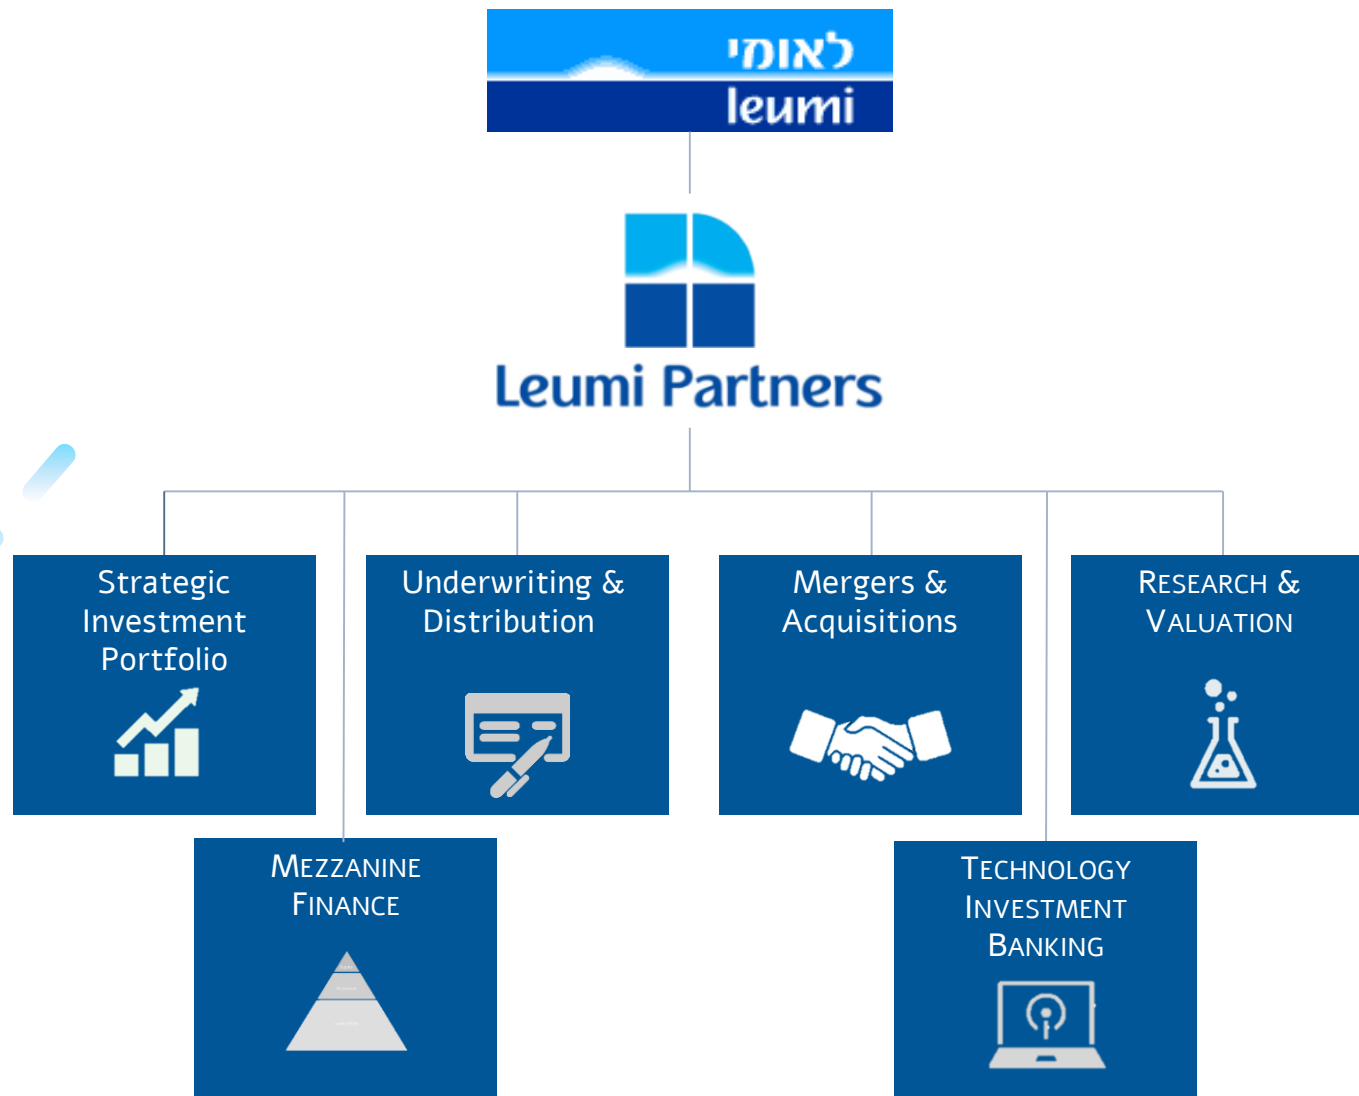 לאומי
leumi
Leumi Partners
Strategic
Investment
Portfolio
Underwriting &
Distribution
Mergers &
Acquisitions
RESEARCH &
VALUATION
MEZZANINE
FINANCE
TECHNOLOGY
INVESTMENT
BANKING